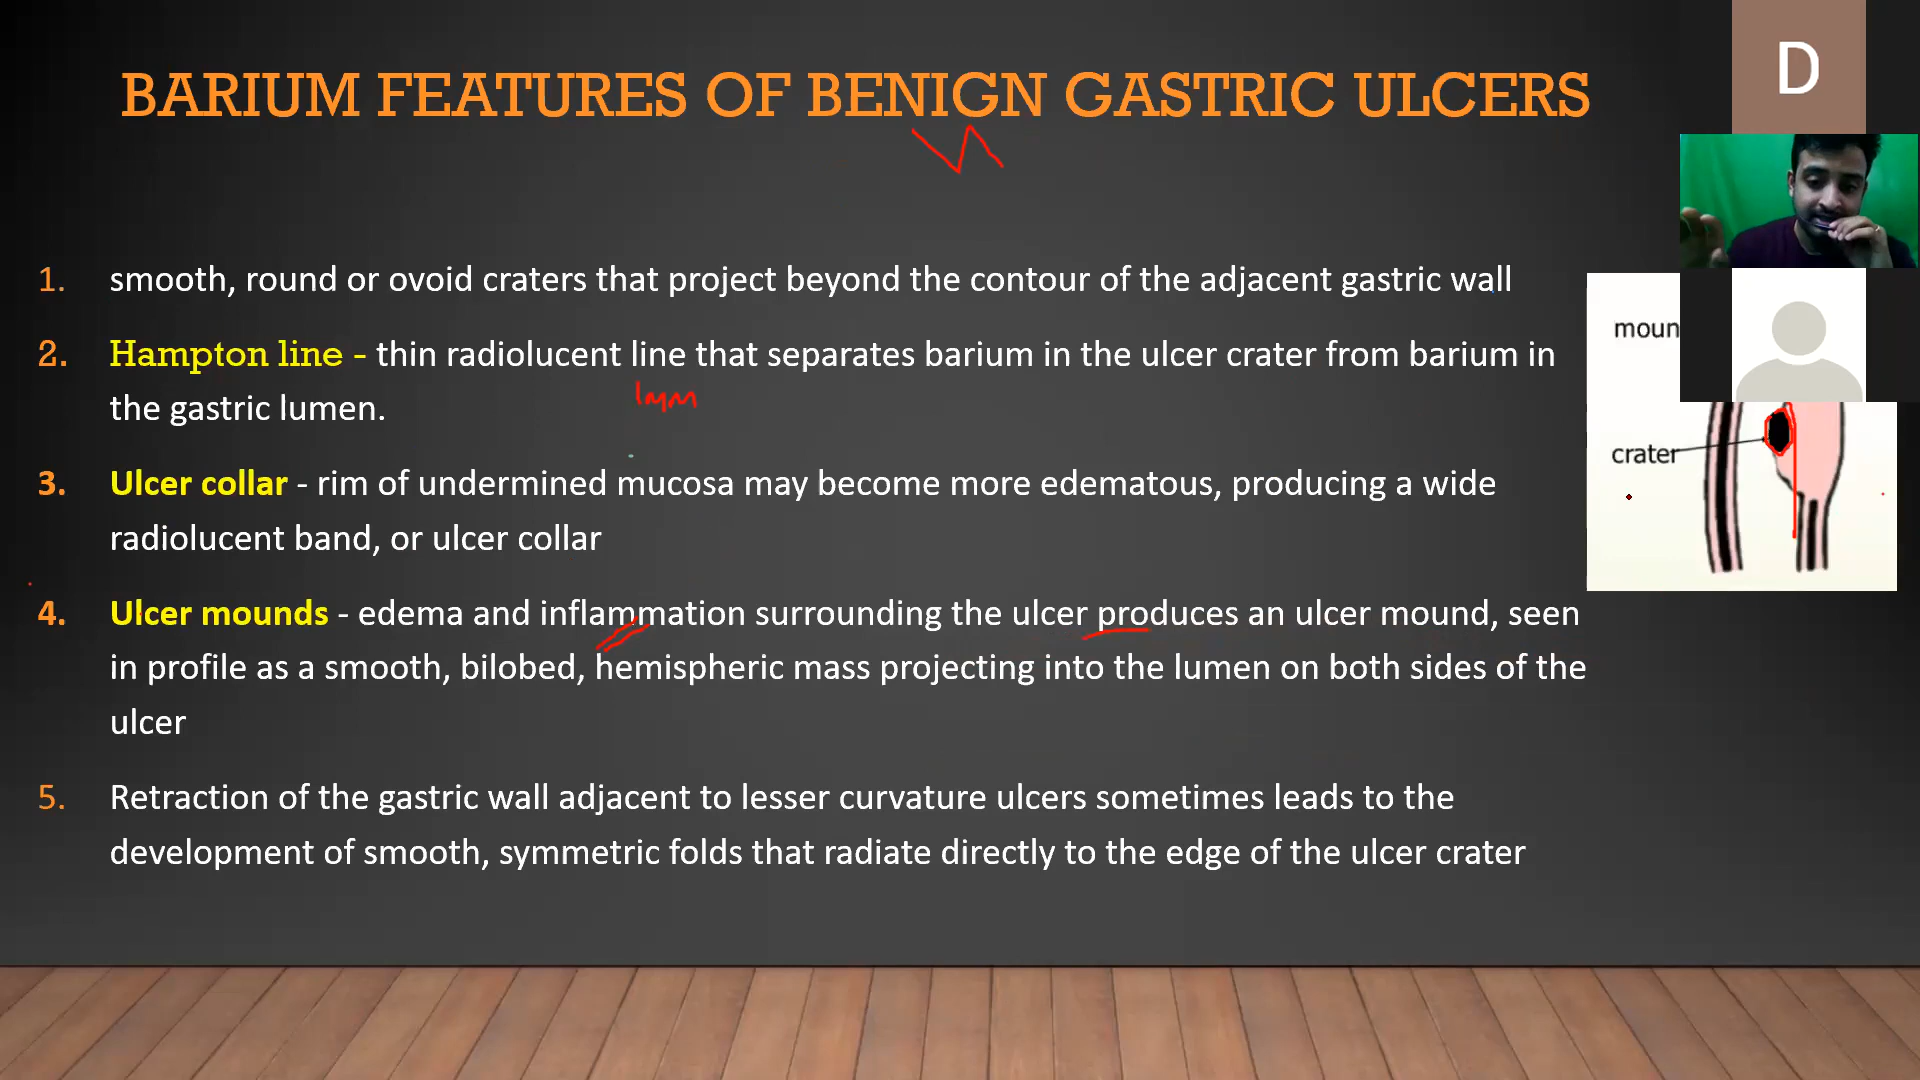 BARIUM FEATURES OF BENIGN GASTRIC ULCERS
D
1. smooth, round or ovoid craters that project beyond the contour of the adjacent gastric wall
2. Hampton line - thin radiolucent line that separates barium in the ulcer crater from barium in
the gastric lumen.
1mm
3. Ulcer collar - rim of undermined mucosa may become more edematous, producing a wide
radiolucent band, or ulcer collar
4. Ulcer mounds - edema and inflammation surrounding the ulcer produces an ulcer mound, seen
in profile as a smooth, bilobed, hemispheric mass projecting into the lumen on both sides of the
ulcer
5. Retraction of the gastric wall adjacent to lesser curvature ulcers sometimes leads to the
development of smooth, symmetric folds that radiate directly to the edge of the ulcer crater
moun
crater